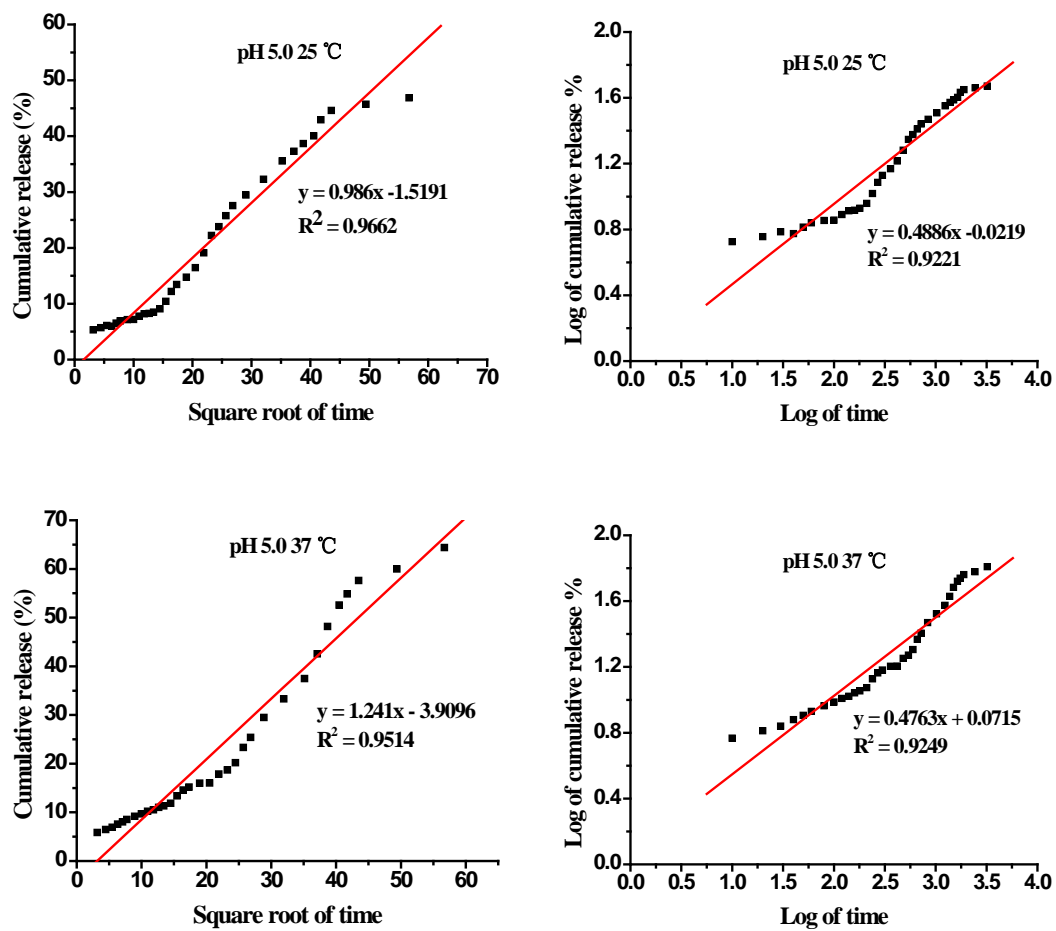 60
50
40
30
20
10
0
Cumulative release (%)
pH 5.0 25 ℃
y = 0.986x -1.5191
R² = 0.9662
0 10 20 30 40 50 60 70
Square root of time
2.0
1.6
1.2
0.8
0.4
0.0
Log of cumulative release %
pH 5.0 25 ℃
y = 0.4886x -0.0219
R² = 0.9221
0.0 0.5 1.0 1.5 2.0 2.5 3.0 3.5 4.0
Log of time
70
60
50
40
30
20
10
0
Cumulative release (%)
pH 5.0 37 ℃
y = 1.241x - 3.9096
R² = 0.9514
0 10 20 30 40 50 60
Square root of time
2.0
1.6
1.2
0.8
0.4
0.0
Log of cumulative release %
pH 5.0 37 ℃
y = 0.4763x + 0.0715
R² = 0.9249
0.0 0.5 1.0 1.5 2.0 2.5 3.0 3.5 4.0
Log of time